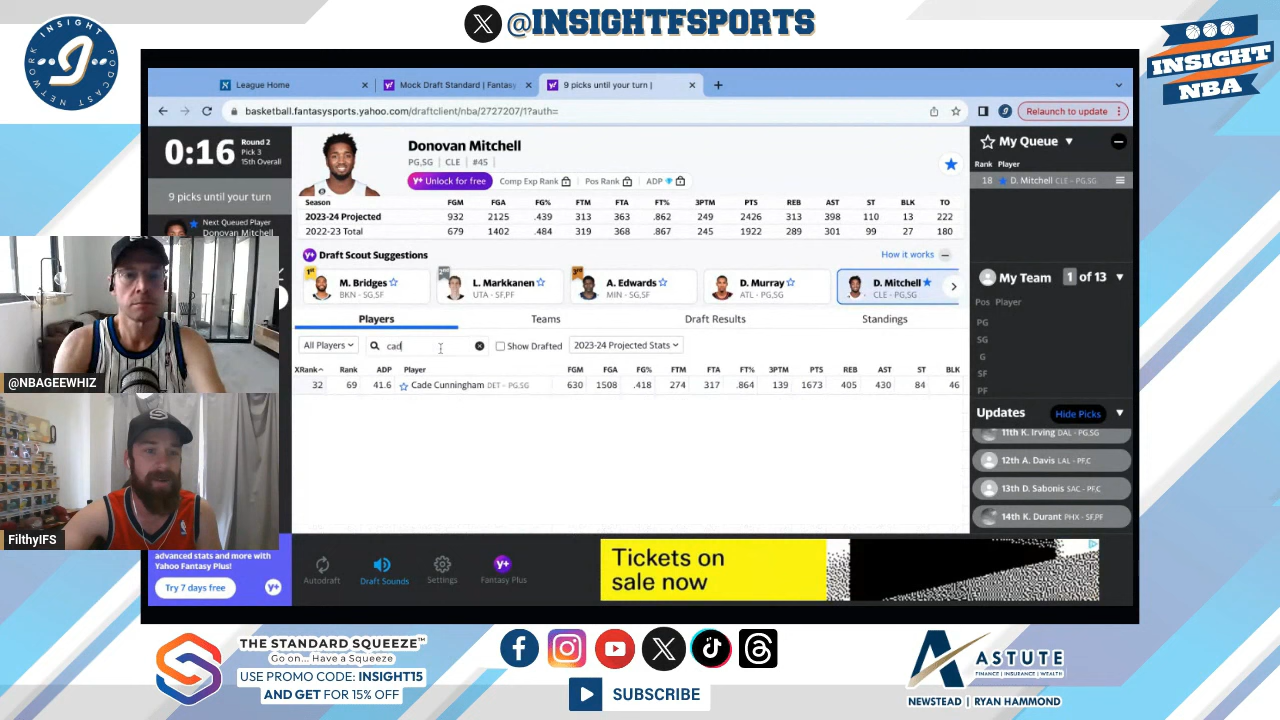 @INSIGHTFSPORTS
INSIGHT
PODCAST NETWORK
INSIGHT
NBA
League Home
Mock Draft Standard | Fantasy
9 picks until your turn |
basketball.fantasysports.yahoo.com/draftclient/nba/2727207/1?auth=
Relaunch to update
0:16
Round 2
Pick 3
15th Overall
9 picks until your turn
Next Queued Player
Donovan Mitchell
Donovan Mitchell
PG,SG | CLE | #45
Y+ Unlock for free
Comp Exp Rank
Pos Rank
ADP
Season FGM FGA FG% FTM FTA FT% 3PTM PTS REB AST ST BLK TO
2023-24 Projected 932 2125 .439 313 363 .862 249 2426 313 398 110 13 222
2022-23 Total 679 1402 .484 319 368 .867 245 1922 289 301 99 27 180
Y+ Draft Scout Suggestions
How it works
1st M. Bridges
BKN - SG,SF
2nd L. Markkanen
UTA - SF,PF
3rd A. Edwards
MIN - SG,SF
D. Murray
ATL - PG,SG
D. Mitchell
CLE - PG,SG
Players
Teams
Draft Results
Standings
All Players
cad
Show Drafted
2023-24 Projected Stats
XRank Rank ADP Player FGM FGA FG% FTM FTA FT% 3PTM PTS REB AST ST BLK
32 69 41.6 Cade Cunningham DET - PG,SG 630 1508 .418 274 317 .864 139 1673 405 430 84 46
My Queue
Rank Player
18 D. Mitchell CLE - PG,SG
My Team 1 of 13
Pos Player
PG
SG
G
SF
PF
Updates
Hide Picks
11th K. Irving DAL - PG,SG
12th A. Davis LAL - PF,C
13th D. Sabonis SAC - PF,C
14th K. Durant PHX - SF,PF
@NBAGEEWHIZ
FilthyIFS
advanced stats and more with
Yahoo Fantasy Plus!
Try 7 days free
Y+
Autodraft
Draft Sounds
Settings
Y+
Fantasy Plus
Tickets on
sale now
THE STANDARD SQUEEZE™
Go on... Have a Squeeze
USE PROMO CODE: INSIGHT15
AND GET FOR 15% OFF
SUBSCRIBE
ASTUTE
FINANCE | INSURANCE | WEALTH
NEWSTEAD | RYAN HAMMOND